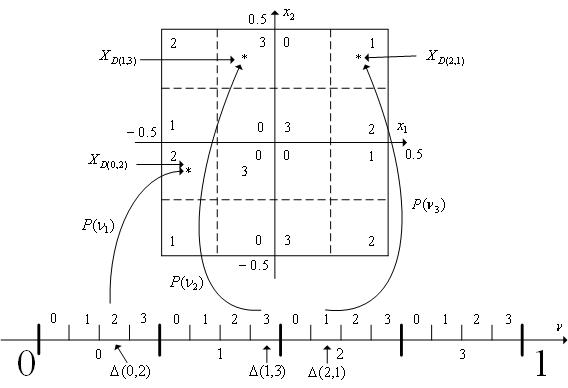 0.5 x₂
2 3 0 1
X_D(1,3) * * X_D(2,1)
1 0 3 2 x₁
−0.5 0.5
X_D(0,2) 2 0 0 1
* 3
P(ν₁) P(ν₃)
1 0 3 2
−0.5
P(ν₂)
0 1 2 3 0 1 2 3 0 1 2 3 0 1 2 3 ν
0 0 1 2 3 1
Δ(0,2) Δ(1,3) Δ(2,1)